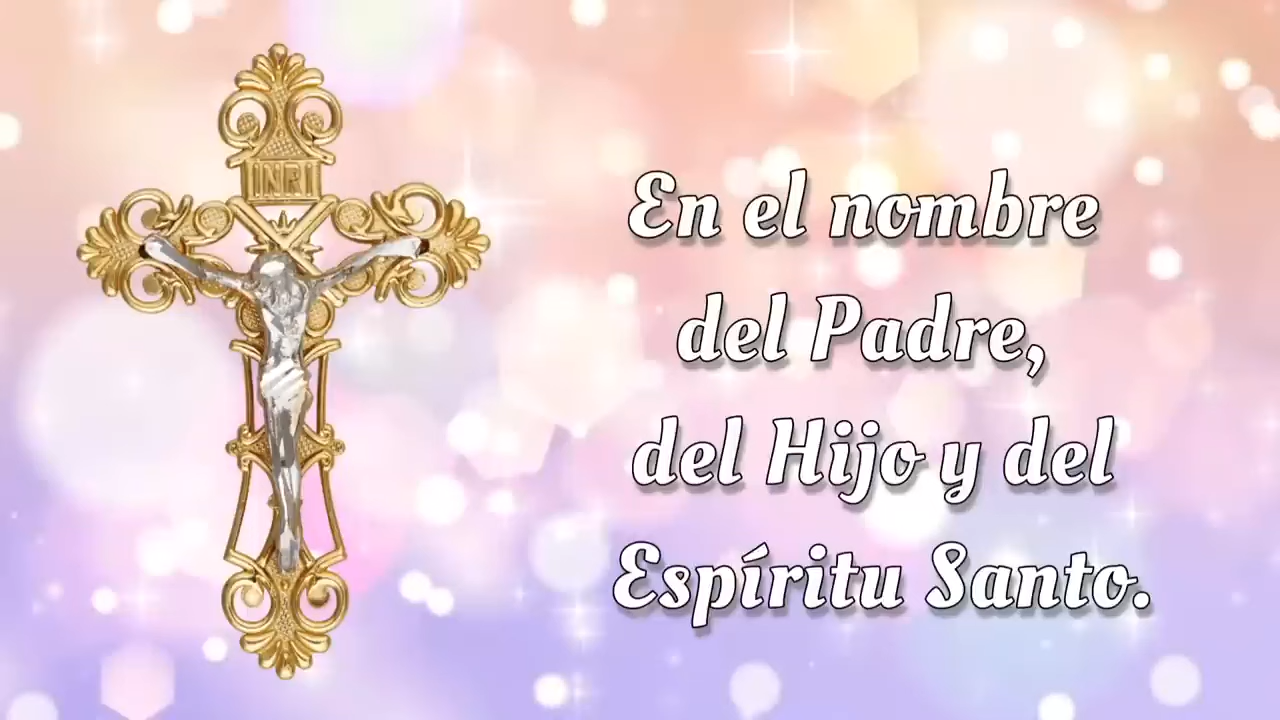 INRI
En el nombre
del Padre,
del Hijo y del
Espíritu Santo.